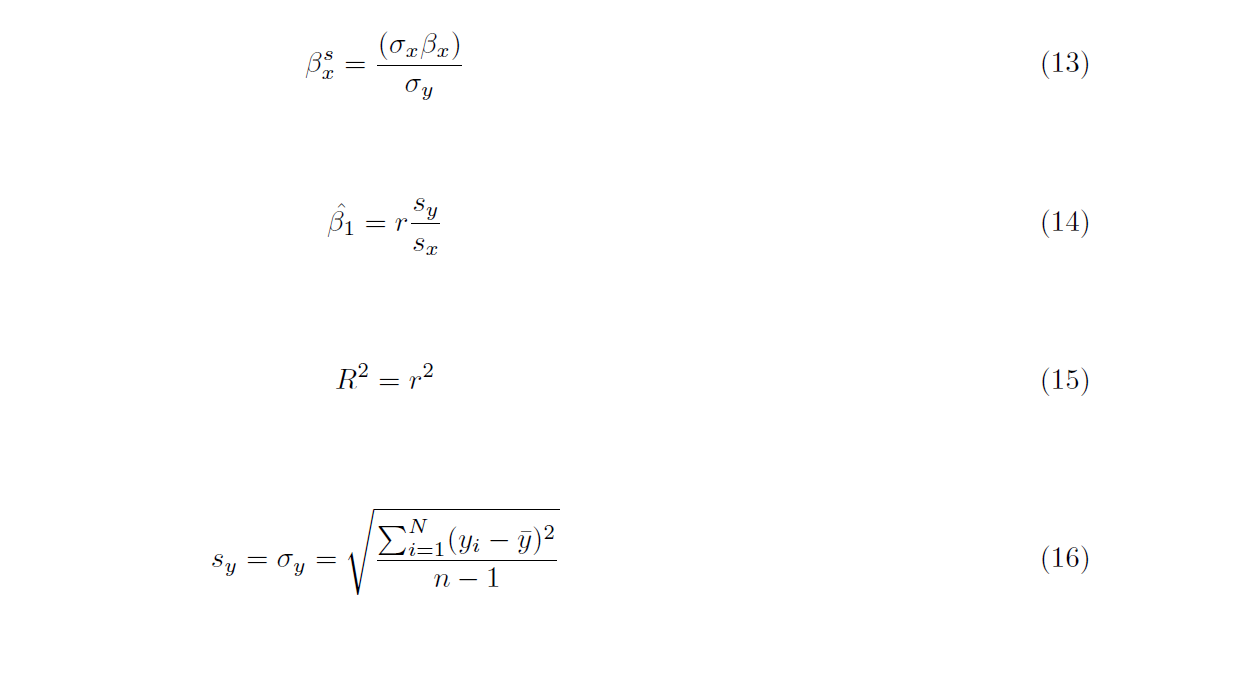 β_x^s = (σ_x β_x) / σ_y (13)
β̂_1 = r s_y / s_x (14)
R^2 = r^2 (15)
s_y = σ_y = √(∑_{i=1}^{N} (y_i − ȳ)^2 / (n − 1)) (16)